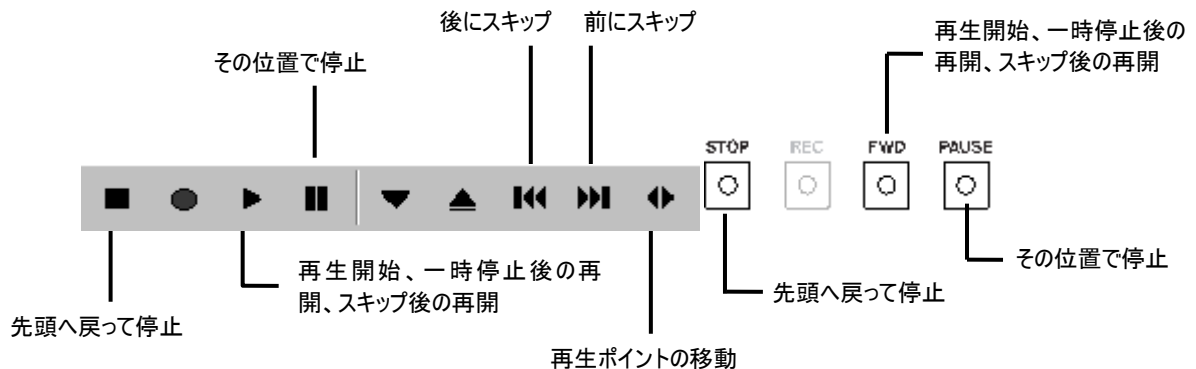 後にスキップ
前にスキップ
再生開始、一時停止後の
再開、スキップ後の再開
その位置で停止
STOP
REC
FWD
PAUSE
再生開始、一時停止後の再
開、スキップ後の再開
その位置で停止
先頭へ戻って停止
先頭へ戻って停止
再生ポイントの移動